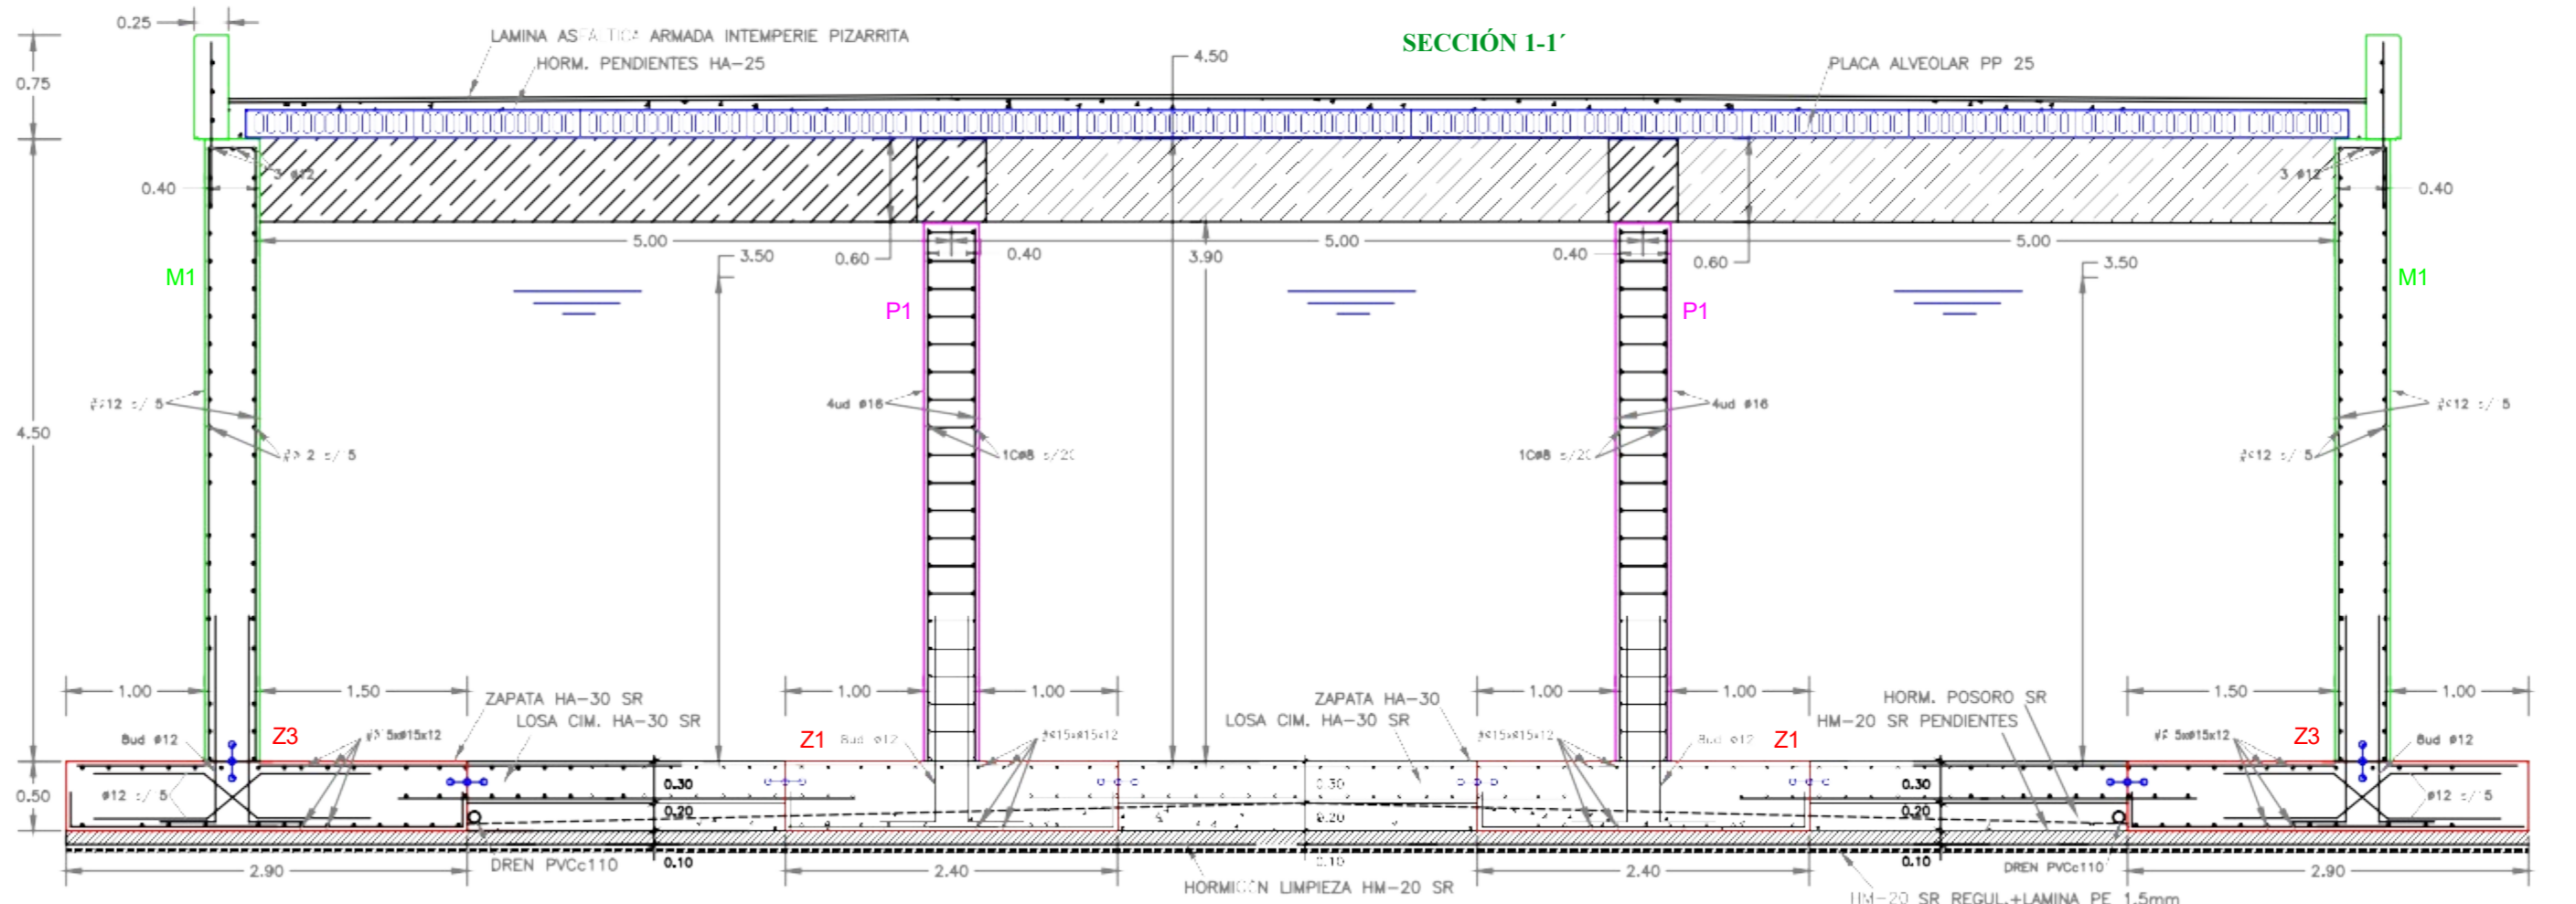 0.25
LAMINA ASFALTICA ARMADA INTEMPERIE PIZARRITA
HORM. PENDIENTES HA-25
4.50
SECCIÓN 1-1´
PLACA ALVEOLAR PP 25
0.75
3 ø12
3 ø12
0.40
0.40
5.00
5.00
5.00
0.60
0.40
0.40
0.60
3.50
3.90
3.50
M1
M1
P1
P1
4ud ø16
4ud ø16
4.50
1Cø8 c/20
1Cø8 c/20
1.00
1.50
1.00
1.00
1.00
1.00
1.50
1.00
ZAPATA HA-30 SR
LOSA CIM. HA-30 SR
ZAPATA HA-30
LOSA CIM. HA-30 SR
HORM. POSORO SR
HM-20 SR PENDIENTES
8ud ø12
Z3
Z1
8ud ø12
8ud ø12
Z1
Z3
8ud ø12
0.50
0.30
0.30
0.30
0.20
0.20
0.20
0.10
0.10
0.10
DREN PVCc110
DREN PVCc110
2.90
2.40
2.40
2.90
HORMIGON LIMPIEZA HM-20 SR
HM-20 SR REGUL.+LAMINA PE 1.5mm